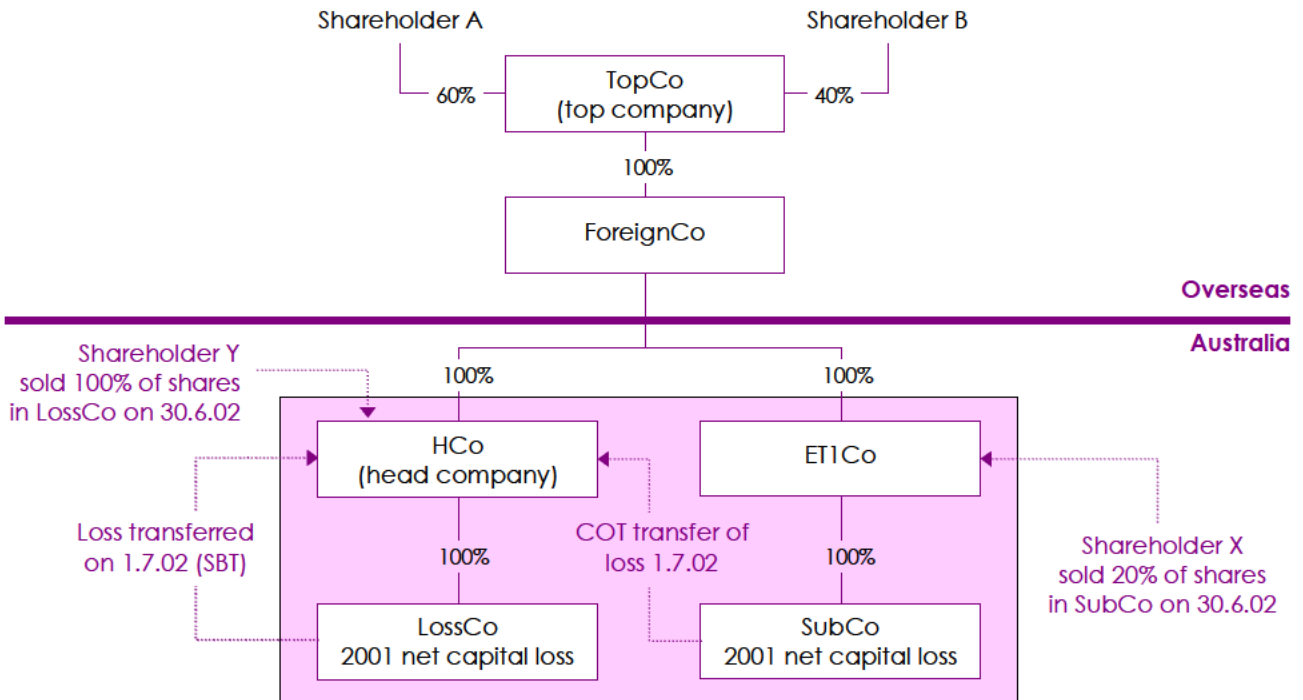 Shareholder A
Shareholder B
TopCo
(top company)
60%
40%
100%
ForeignCo
Overseas
Australia
Shareholder Y
sold 100% of shares
in LossCo on 30.6.02
100%
100%
HCo
(head company)
ET1Co
Loss transferred
on 1.7.02 (SBT)
100%
COT transfer of
loss 1.7.02
100%
Shareholder X
sold 20% of shares
in SubCo on 30.6.02
LossCo
2001 net capital loss
SubCo
2001 net capital loss